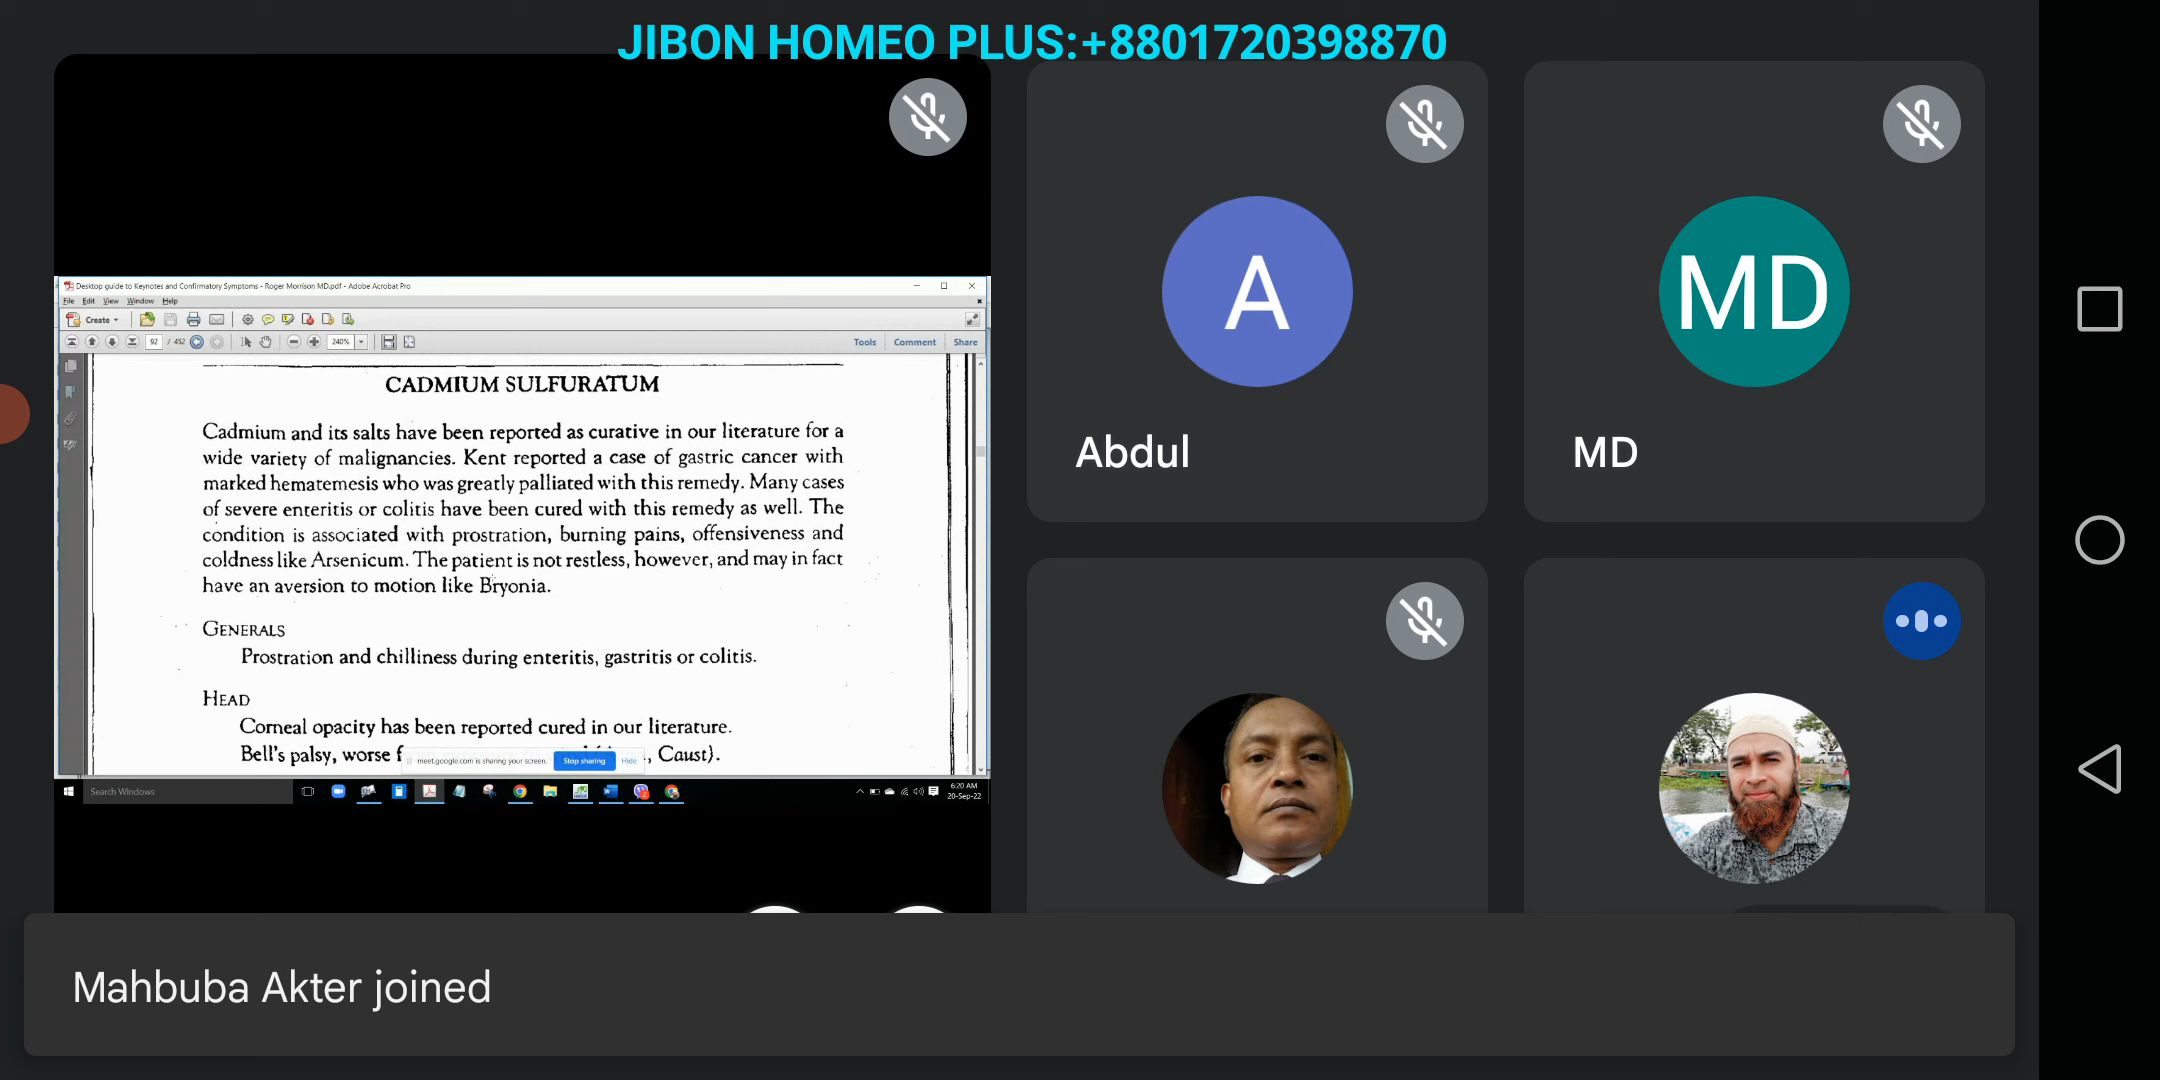 JIBON HOMEO PLUS:+8801720398870
Desktop guide to Keynotes and Confirmatory Symptoms - Roger Morrison MD.pdf - Adobe Acrobat Pro
File Edit View Window Help
Create
92 / 452 240% Tools Comment Share
CADMIUM SULFURATUM
Cadmium and its salts have been reported as curative in our literature for a
wide variety of malignancies. Kent reported a case of gastric cancer with
marked hematemesis who was greatly palliated with this remedy. Many cases
of severe enteritis or colitis have been cured with this remedy as well. The
condition is associated with prostration, burning pains, offensiveness and
coldness like Arsenicum. The patient is not restless, however, and may in fact
have an aversion to motion like Bryonia.
GENERALS
Prostration and chilliness during enteritis, gastritis or colitis.
HEAD
Corneal opacity has been reported cured in our literature.
Bell's palsy, worse f , Caust).
meet.google.com is sharing your screen. Stop sharing Hide
Search Windows
6:20 AM
20-Sep-22
A
Abdul
MD
MD
Mahbuba Akter joined